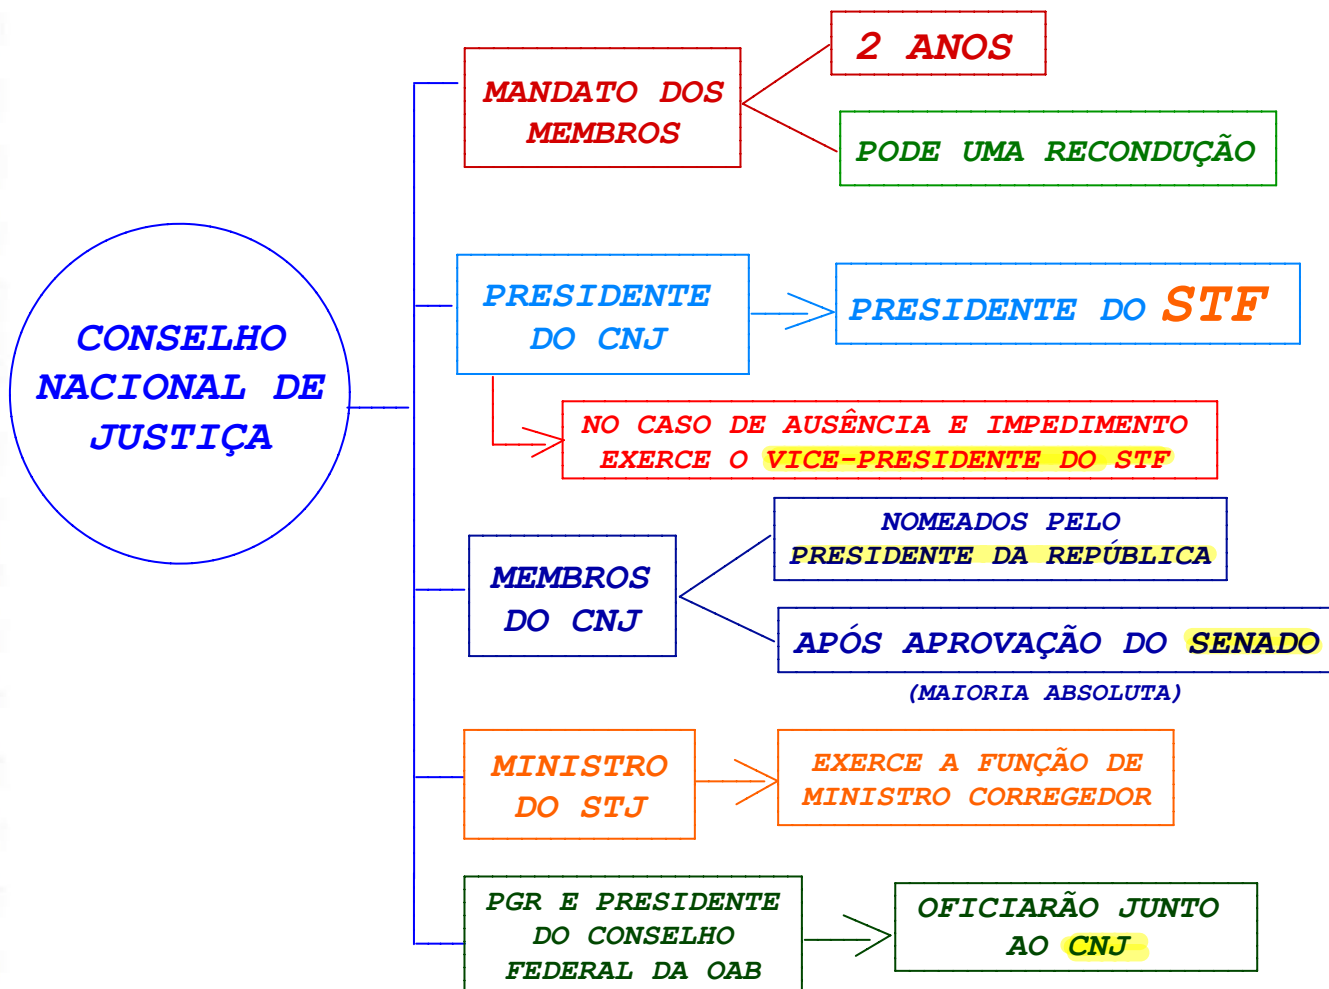 CONSELHO
NACIONAL DE
JUSTIÇA
MANDATO DOS
MEMBROS
2 ANOS
PODE UMA RECONDUÇÃO
PRESIDENTE
DO CNJ
PRESIDENTE DO STF
NO CASO DE AUSÊNCIA E IMPEDIMENTO
EXERCE O VICE-PRESIDENTE DO STF
MEMBROS
DO CNJ
NOMEADOS PELO
PRESIDENTE DA REPÚBLICA
APÓS APROVAÇÃO DO SENADO
(MAIORIA ABSOLUTA)
MINISTRO
DO STJ
EXERCE A FUNÇÃO DE
MINISTRO CORREGEDOR
PGR E PRESIDENTE
DO CONSELHO
FEDERAL DA OAB
OFICIARÃO JUNTO
AO CNJ